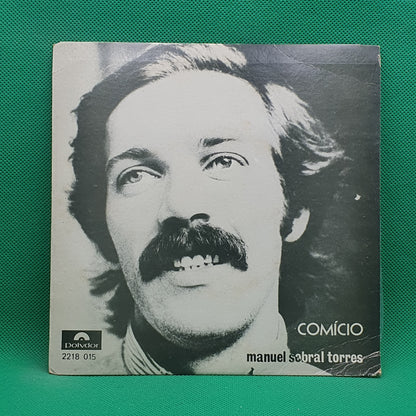 COMÍCIO
manuel sobral torres
Polydor
2218 015